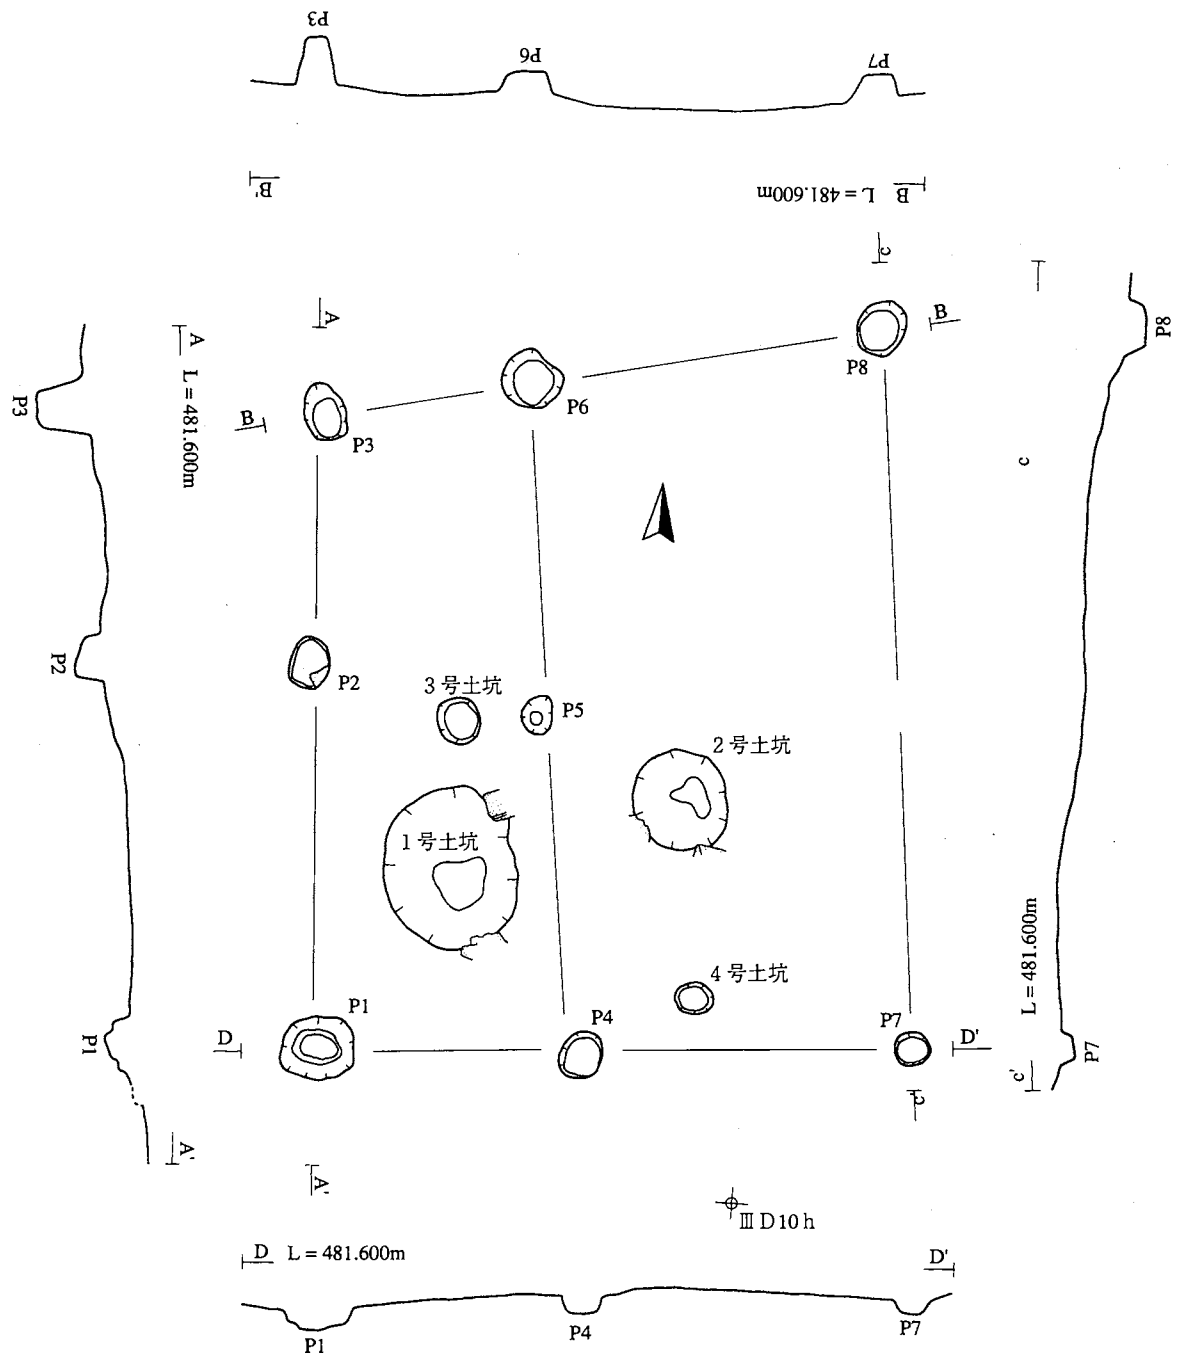 P3
P6
P7
B'
L = 481.600m B
c
A
B
P8
P8
A
L = 481.600m
P3
B
P3
P6
c
P2
P2
3号土坑
P5
2号土坑
1号土坑
L = 481.600m
4号土坑
P1
P1
D
P4
P7
D'
P7
c'
c'
A'
A'
ⅢD10h
D L = 481.600m
D'
P1
P4
P7